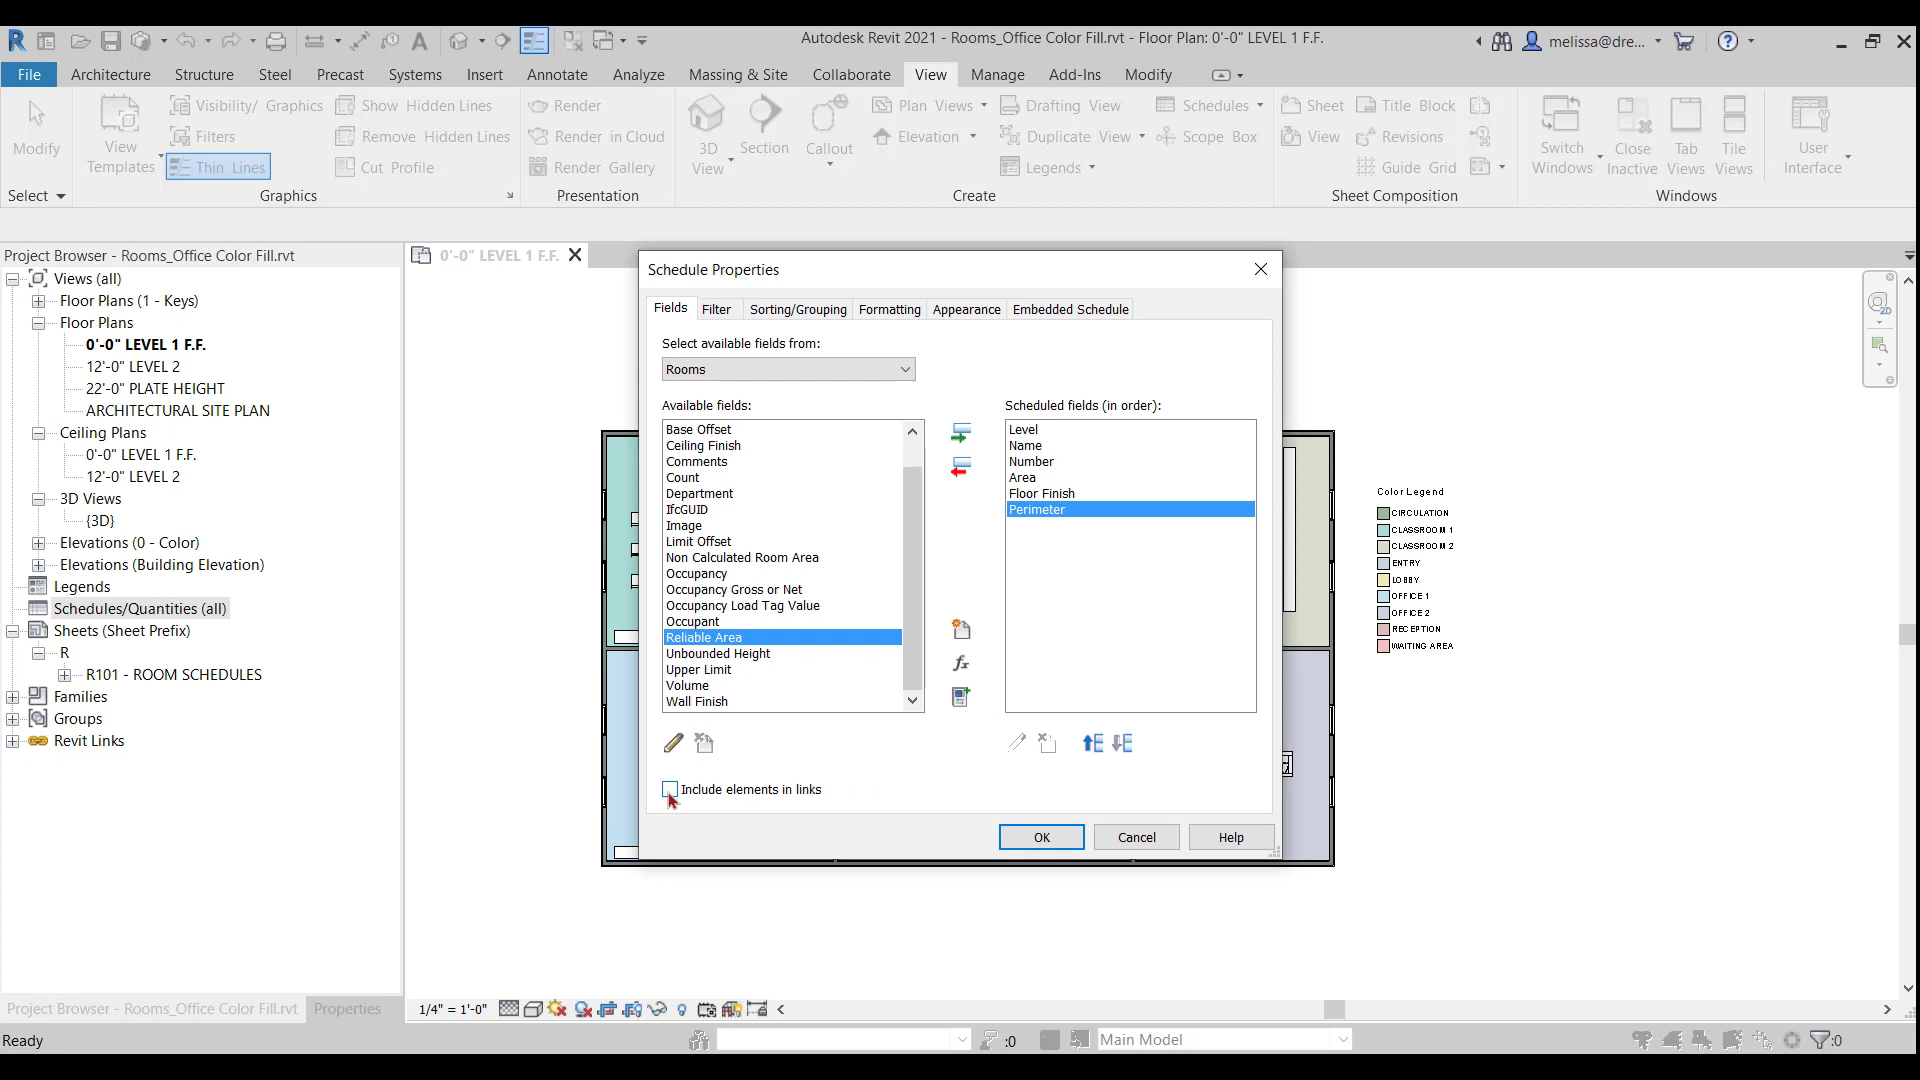 Autodesk Revit 2021 - Rooms_Office Color Fill.rvt - Floor Plan: 0'-0" LEVEL 1 F.F.
melissa@dre...
File Architecture Structure Steel Precast Systems Insert Annotate Analyze Massing & Site Collaborate View Manage Add-Ins Modify
Modify
View Templates
Visibility/ Graphics
Filters
Thin Lines
Show Hidden Lines
Remove Hidden Lines
Cut Profile
Render
Render in Cloud
Render Gallery
3D View
Section
Callout
Plan Views
Elevation
Drafting View
Duplicate View
Legends
Schedules
Scope Box
Sheet
View
Title Block
Revisions
Guide Grid
Switch Windows
Close Inactive
Tab Views
Tile Views
User Interface
Select Graphics Presentation Create Sheet Composition Windows
Project Browser - Rooms_Office Color Fill.rvt
Views (all)
Floor Plans (1 - Keys)
Floor Plans
0'-0" LEVEL 1 F.F.
12'-0" LEVEL 2
22'-0" PLATE HEIGHT
ARCHITECTURAL SITE PLAN
Ceiling Plans
0'-0" LEVEL 1 F.F.
12'-0" LEVEL 2
3D Views
{3D}
Elevations (0 - Color)
Elevations (Building Elevation)
Legends
Schedules/Quantities (all)
Sheets (Sheet Prefix)
R
R101 - ROOM SCHEDULES
Families
Groups
Revit Links
0'-0" LEVEL 1 F.F.
Schedule Properties
Fields Filter Sorting/Grouping Formatting Appearance Embedded Schedule
Select available fields from:
Rooms
Available fields:
Base Offset
Ceiling Finish
Comments
Count
Department
IfcGUID
Image
Limit Offset
Non Calculated Room Area
Occupancy
Occupancy Gross or Net
Occupancy Load Tag Value
Occupant
Reliable Area
Unbounded Height
Upper Limit
Volume
Wall Finish
Scheduled fields (in order):
Level
Name
Number
Area
Floor Finish
Perimeter
fx
Include elements in links
OK Cancel Help
Color Legend
CIRCULATION
CLASSROOM 1
CLASSROOM 2
ENTRY
LOBBY
OFFICE 1
OFFICE 2
RECEPTION
WAITING AREA
2D
Project Browser - Rooms_Office Color Fill.rvt Properties
1/4" = 1'-0"
Ready
:0
Main Model
:0